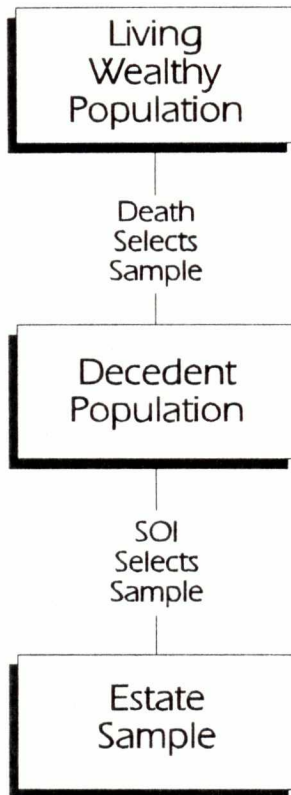 Living
Wealthy
Population
Death
Selects
Sample
Decedent
Population
SOI
Selects
Sample
Estate
Sample